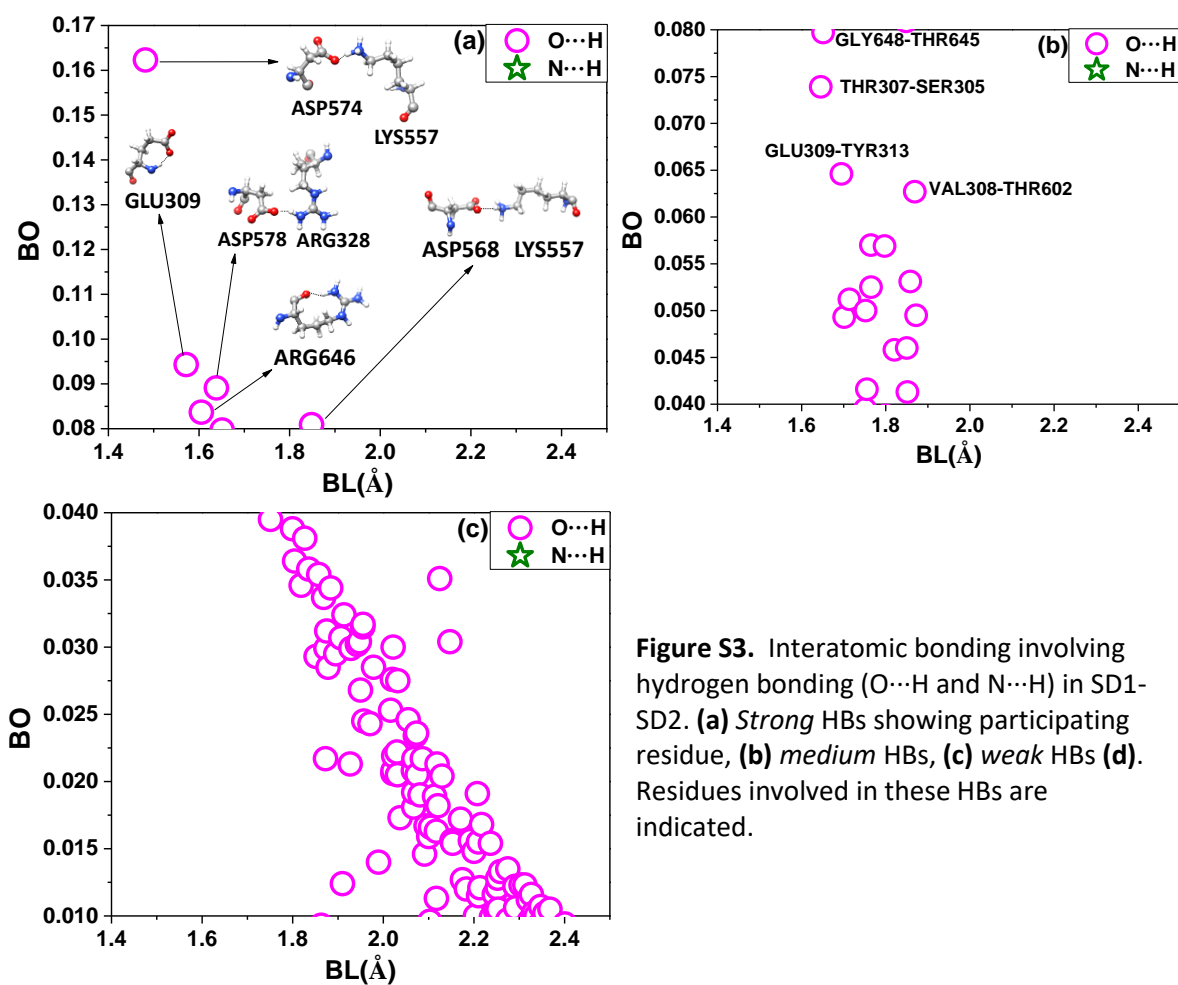 (a)
O···H
N···H
0.17
0.16
0.15
0.14
0.13
0.12
0.11
0.10
0.09
0.08
BO
ASP574
LYS557
GLU309
ASP578
ARG328
ASP568
LYS557
ARG646
1.4
1.6
1.8
2.0
2.2
2.4
BL(Å)
(b)
O···H
N···H
0.080
0.075
0.070
0.065
0.060
0.055
0.050
0.045
0.040
BO
GLY648-THR645
THR307-SER305
GLU309-TYR313
VAL308-THR602
1.4
1.6
1.8
2.0
2.2
2.4
BL(Å)
(c)
O···H
N···H
0.040
0.035
0.030
0.025
0.020
0.015
0.010
BO
1.4
1.6
1.8
2.0
2.2
2.4
BL(Å)
Figure S3. Interatomic bonding involving
hydrogen bonding (O···H and N···H) in SD1-
SD2. (a) Strong HBs showing participating
residue, (b) medium HBs, (c) weak HBs (d).
Residues involved in these HBs are
indicated.